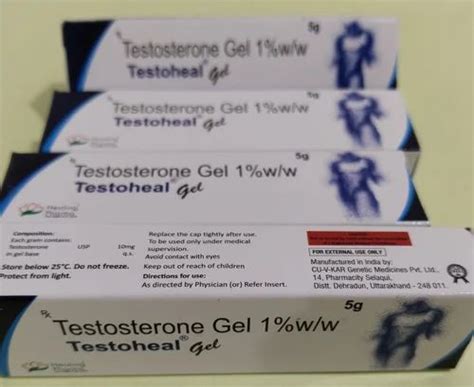 5g
Testosterone Gel 1%w/w
Testoheal® gel
5g
Testosterone Gel 1%w/w
Testoheal® gel
5g
Testosterone Gel 1%w/w
Testoheal® gel
Healing
Composition:
Each gram contains:
Testosterone USP 10mg
in gel base q.s.
Store below 25°C. Do not freeze.
Protect from light.
Replace the cap tightly after use.
To be used only under medical
supervision.
Avoid contact with eyes
Keep out of reach of children
Directions for use:
As directed by Physician (or) Refer Insert.
FOR EXTERNAL USE ONLY
Manufactured in India by:
CU-V-KAR Genetic Medicines Pvt. Ltd.,
14, Pharmacity Selaqui,
Distt. Dehradun, Uttarakhand - 248 011.
Rx
5g
Testosterone Gel 1%w/w
Testoheal® gel
Healing